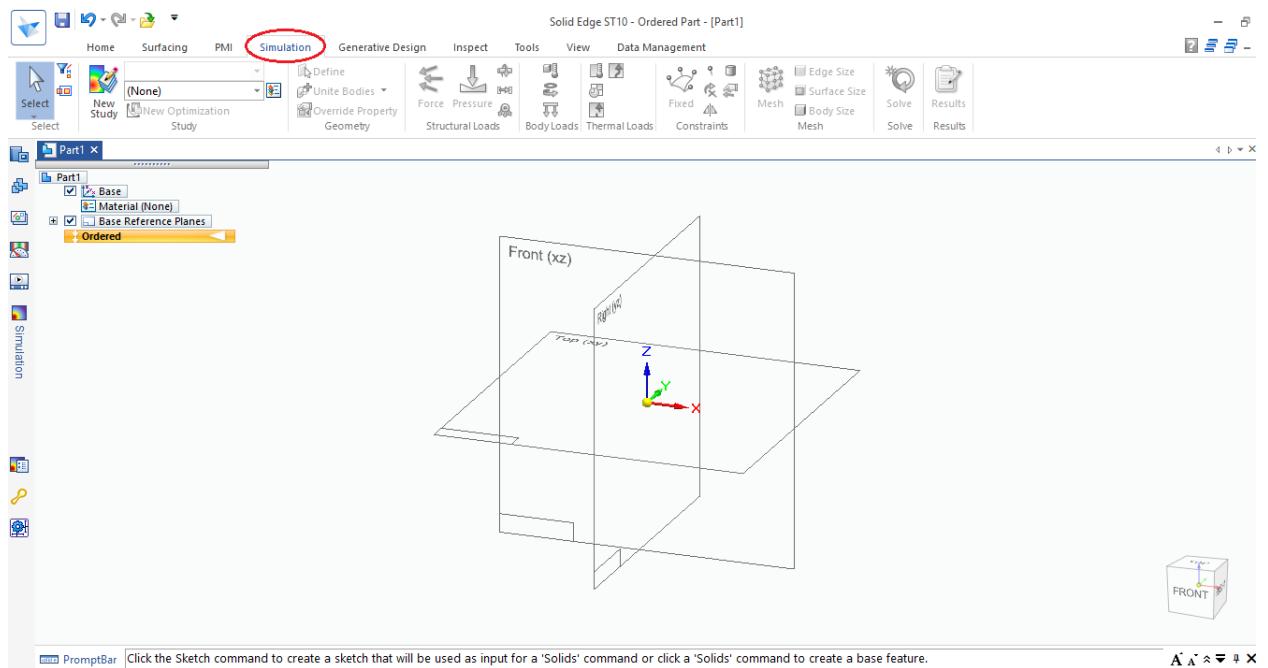 Solid Edge ST10 - Ordered Part - [Part1]
Home Surfacing PMI Simulation Generative Design Inspect Tools View Data Management
Select
Select
New Study
(None)
New Optimization
Study
Define
Unite Bodies
Override Property
Geometry
Force Pressure
Structural Loads
Body Loads
Thermal Loads
Fixed
Constraints
Mesh
Edge Size
Surface Size
Body Size
Mesh
Solve
Solve
Results
Results
Part1
Part1
Base
Material (None)
Base Reference Planes
Ordered
Simulation
Front (xz)
Right (yz)
Top (xy)
Z
Y
X
FRONT
PromptBar Click the Sketch command to create a sketch that will be used as input for a 'Solids' command or click a 'Solids' command to create a base feature.